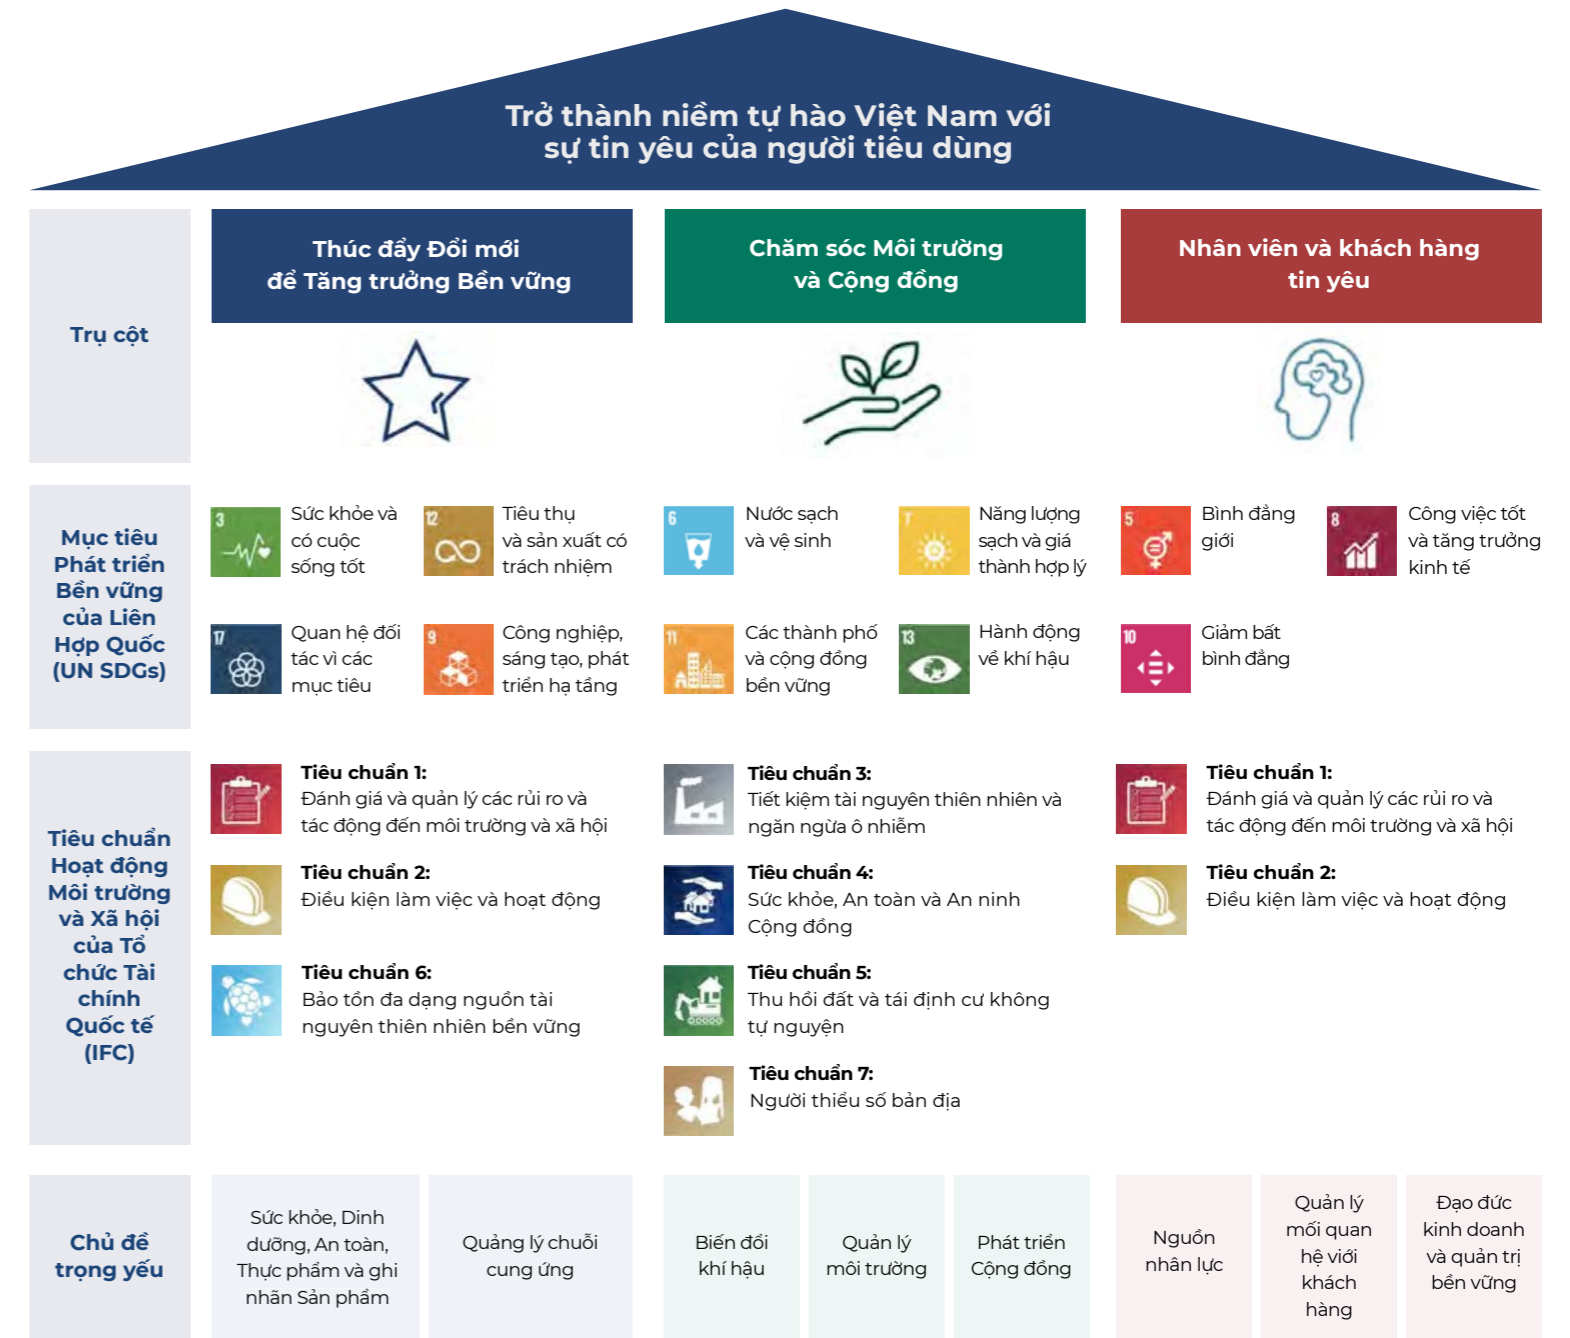 Trở thành niềm tự hào Việt Nam với
sự tin yêu của người tiêu dùng
Trụ cột
Thúc đẩy Đổi mới
để Tăng trưởng Bền vững
Chăm sóc Môi trường
và Cộng đồng
Nhân viên và khách hàng
tin yêu
Mục tiêu
Phát triển
Bền vững
của Liên
Hợp Quốc
(UN SDGs)
3
Sức khỏe và
có cuộc
sống tốt
12
Tiêu thụ
và sản xuất có
trách nhiệm
6
Nước sạch
và vệ sinh
7
Năng lượng
sạch và giá
thành hợp lý
5
Bình đẳng
giới
8
Công việc tốt
và tăng trưởng
kinh tế
17
Quan hệ đối
tác vì các
mục tiêu
9
Công nghiệp,
sáng tạo, phát
triển hạ tầng
11
Các thành phố
và cộng đồng
bền vững
13
Hành động
về khí hậu
10
Giảm bất
bình đẳng
Tiêu chuẩn
Hoạt động
Môi trường
và Xã hội
của Tổ
chức Tài
chính
Quốc tế
(IFC)
Tiêu chuẩn 1:
Đánh giá và quản lý các rủi ro và
tác động đến môi trường và xã hội
Tiêu chuẩn 2:
Điều kiện làm việc và hoạt động
Tiêu chuẩn 6:
Bảo tồn đa dạng nguồn tài
nguyên thiên nhiên bền vững
Tiêu chuẩn 3:
Tiết kiệm tài nguyên thiên nhiên và
ngăn ngừa ô nhiễm
Tiêu chuẩn 4:
Sức khỏe, An toàn và An ninh
Cộng đồng
Tiêu chuẩn 5:
Thu hồi đất và tái định cư không
tự nguyện
Tiêu chuẩn 7:
Người thiểu số bản địa
Tiêu chuẩn 1:
Đánh giá và quản lý các rủi ro và
tác động đến môi trường và xã hội
Tiêu chuẩn 2:
Điều kiện làm việc và hoạt động
Chủ đề
trọng yếu
Sức khỏe, Dinh
dưỡng, An toàn,
Thực phẩm và ghi
nhãn Sản phẩm
Quảng lý chuỗi
cung ứng
Biến đổi
khí hậu
Quản lý
môi trường
Phát triển
Cộng đồng
Nguồn
nhân lực
Quản lý
mối quan
hệ viới
khách
hàng
Đạo đức
kinh doanh
và quản trị
bền vững